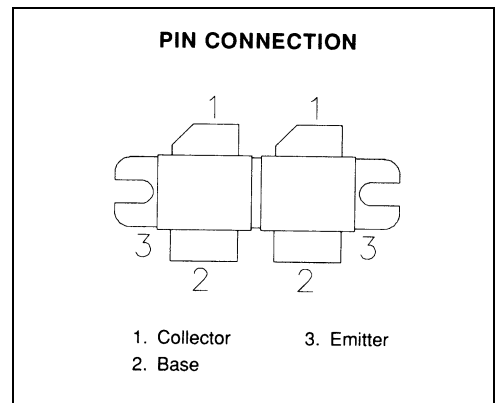 PIN CONNECTION
1 1
3 3
2 2
1. Collector 3. Emitter
2. Base